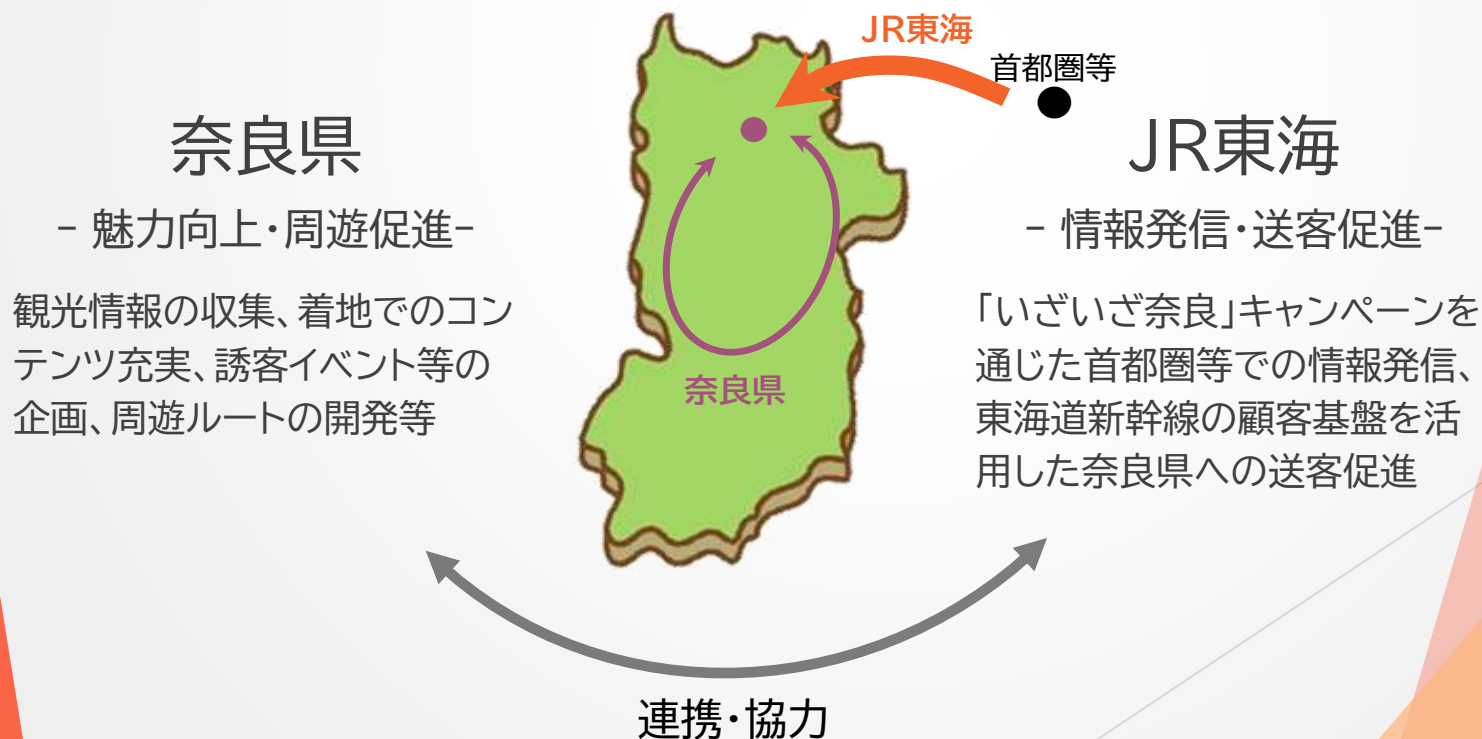 JR東海
首都圏等
奈良県
- 魅力向上・周遊促進-
観光情報の収集、着地でのコン
テンツ充実、誘客イベント等の
企画、周遊ルートの開発等
奈良県
JR東海
- 情報発信・送客促進-
「いざいざ奈良」キャンペーンを
通じた首都圏等での情報発信、
東海道新幹線の顧客基盤を活
用した奈良県への送客促進
連携・協力